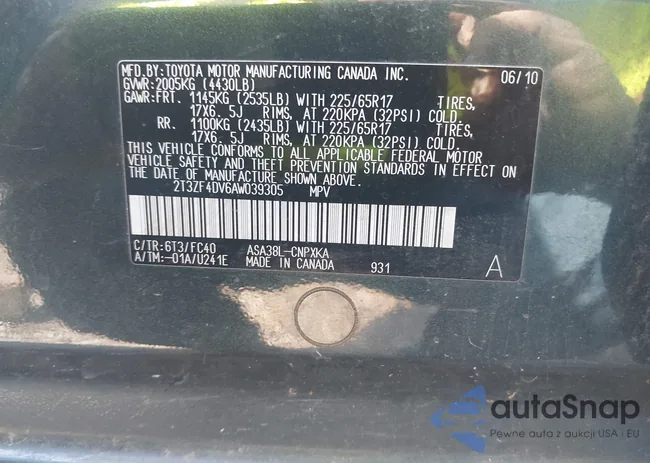 MFD.BY:TOYOTA MOTOR MANUFACTURING CANADA INC. 06/10
GVWR:2005KG (4430LB)
GAWR:FRT. 1145KG (2535LB) WITH 225/65R17 TIRES,
17X6. 5J RIMS, AT 220KPA (32PSI) COLD.
RR. 1100KG (2435LB) WITH 225/65R17 TIRES,
17X6. 5J RIMS, AT 220KPA (32PSI) COLD.
THIS VEHICLE CONFORMS TO ALL APPLICABLE FEDERAL MOTOR
VEHICLE SAFETY AND THEFT PREVENTION STANDARDS IN EFFECT ON
THE DATE OF MANUFACTURE SHOWN ABOVE.
2T3ZF4DV6AW039305 MPV
C/TR:6T3/FC40 ASA38L-CNPXKA
A/TM:-01A/U241E MADE IN CANADA 931 A
autaSnap
Pewne auta z aukcji USA i EU